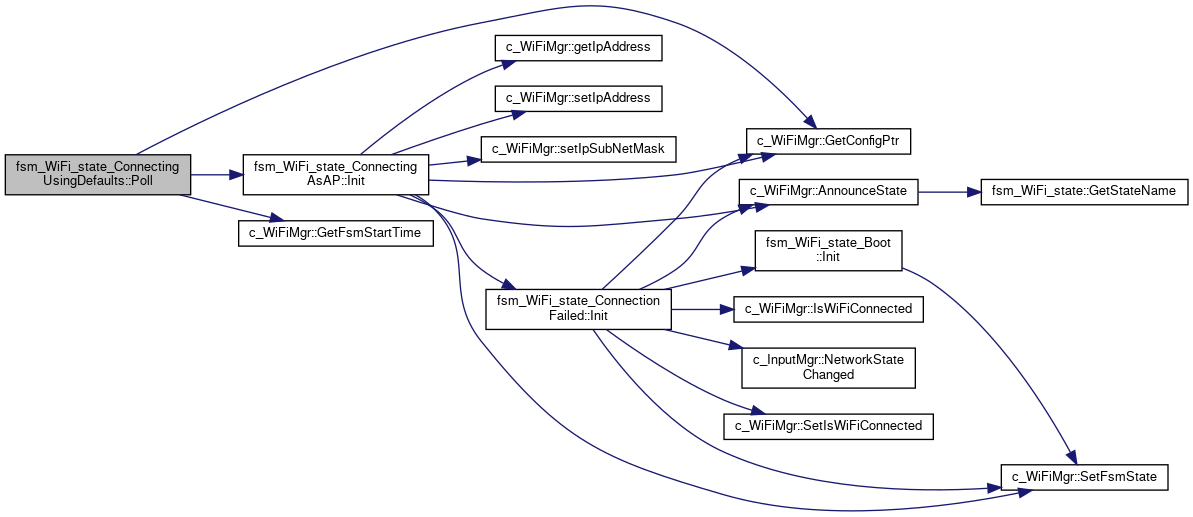 fsm_WiFi_state_Connecting
UsingDefaults::Poll
fsm_WiFi_state_Connecting
AsAP::Init
c_WiFiMgr::GetFsmStartTime
c_WiFiMgr::getIpAddress
c_WiFiMgr::setIpAddress
c_WiFiMgr::setIpSubNetMask
fsm_WiFi_state_Connection
Failed::Init
c_WiFiMgr::GetConfigPtr
c_WiFiMgr::AnnounceState
fsm_WiFi_state_Boot
::Init
c_WiFiMgr::IsWiFiConnected
c_InputMgr::NetworkState
Changed
c_WiFiMgr::SetIsWiFiConnected
fsm_WiFi_state::GetStateName
c_WiFiMgr::SetFsmState